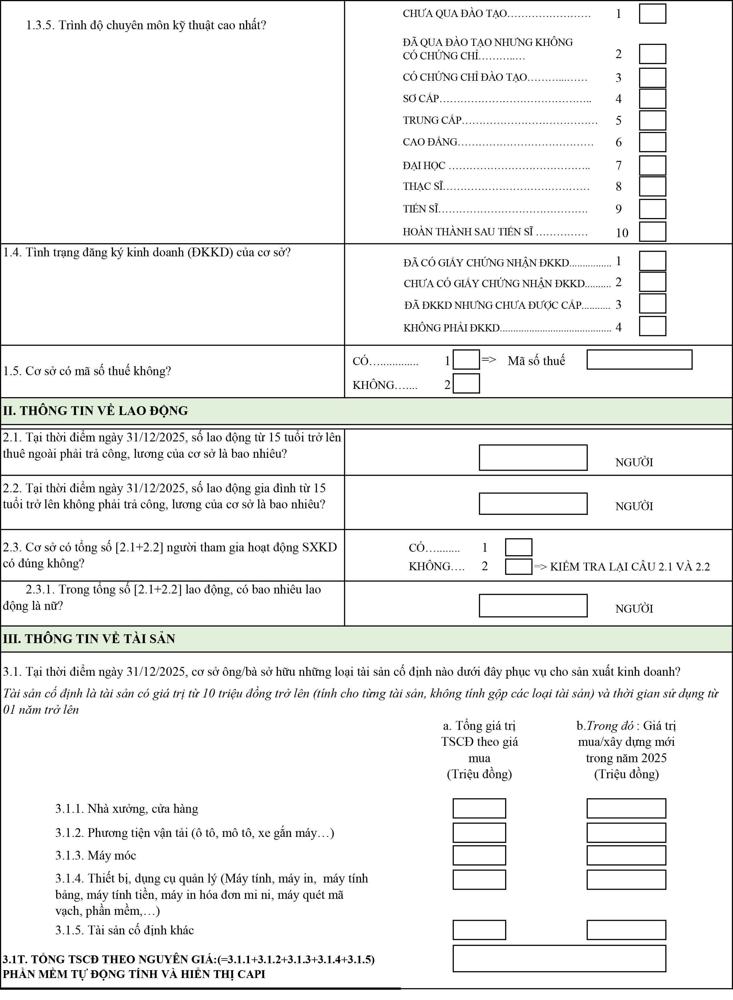 1.3.5. Trình độ chuyên môn kỹ thuật cao nhất?
CHƯA QUA ĐÀO TẠO…………………… 1
ĐÃ QUA ĐÀO TẠO NHƯNG KHÔNG
CÓ CHỨNG CHỈ………..… 2
CÓ CHỨNG CHỈ ĐÀO TẠO………...…… 3
SƠ CẤP…………………………………….. 4
TRUNG CẤP………………………………… 5
CAO ĐẲNG………………………………… 6
ĐẠI HỌC ………………………………….. 7
THẠC SĨ…………………………………… 8
TIẾN SĨ……………………………………. 9
HOÀN THÀNH SAU TIẾN SĨ …………… 10
1.4. Tình trạng đăng ký kinh doanh (ĐKKD) của cơ sở?
ĐÃ CÓ GIẤY CHỨNG NHẬN ĐKKD................ 1
CHƯA CÓ GIẤY CHỨNG NHẬN ĐKKD.......... 2
ĐÃ ĐKKD NHƯNG CHƯA ĐƯỢC CẤP........... 3
KHÔNG PHẢI ĐKKD.......................................... 4
1.5. Cơ sở có mã số thuế không?
CÓ…............. 1 => Mã số thuế
KHÔNG….... 2
II. THÔNG TIN VỀ LAO ĐỘNG
2.1. Tại thời điểm ngày 31/12/2025, số lao động từ 15 tuổi trở lên
thuê ngoài phải trả công, lương của cơ sở là bao nhiêu?
NGƯỜI
2.2. Tại thời điểm ngày 31/12/2025, số lao động gia đình từ 15
tuổi trở lên không phải trả công, lương của cơ sở là bao nhiêu?
NGƯỜI
2.3. Cơ sở có tổng số [2.1+2.2] người tham gia hoạt động SXKD
có đúng không?
CÓ…........ 1
KHÔNG…. 2 => KIỂM TRA LẠI CÂU 2.1 VÀ 2.2
2.3.1. Trong tổng số [2.1+2.2] lao động, có bao nhiêu lao
động là nữ?
NGƯỜI
III. THÔNG TIN VỀ TÀI SẢN
3.1. Tại thời điểm ngày 31/12/2025, cơ sở ông/bà sở hữu những loại tài sản cố định nào dưới đây phục vụ cho sản xuất kinh doanh?
Tài sản cố định là tài sản có giá trị từ 10 triệu đồng trở lên (tính cho từng tài sản, không tính gộp các loại tài sản) và thời gian sử dụng từ
01 năm trở lên
a. Tổng giá trị
TSCĐ theo giá
mua
(Triệu đồng)
b.Trong đó : Giá trị
mua/xây dựng mới
trong năm 2025
(Triệu đồng)
3.1.1. Nhà xưởng, cửa hàng
3.1.2. Phương tiện vận tải (ô tô, mô tô, xe gắn máy…)
3.1.3. Máy móc
3.1.4. Thiết bị, dụng cụ quản lý (Máy tính, máy in, máy tính
bảng, máy tính tiền, máy in hóa đơn mi ni, máy quét mã
vạch, phần mềm,…)
3.1.5. Tài sản cố định khác
3.1T. TỔNG TSCĐ THEO NGUYÊN GIÁ:(=3.1.1+3.1.2+3.1.3+3.1.4+3.1.5)
PHẦN MỀM TỰ ĐỘNG TÍNH VÀ HIỂN THỊ CAPI